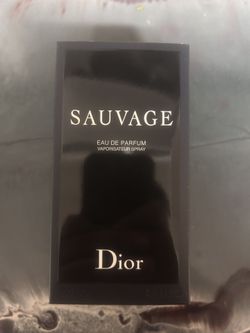 SAUVAGE
EAU DE PARFUM
VAPORISATEUR SPRAY
Dior